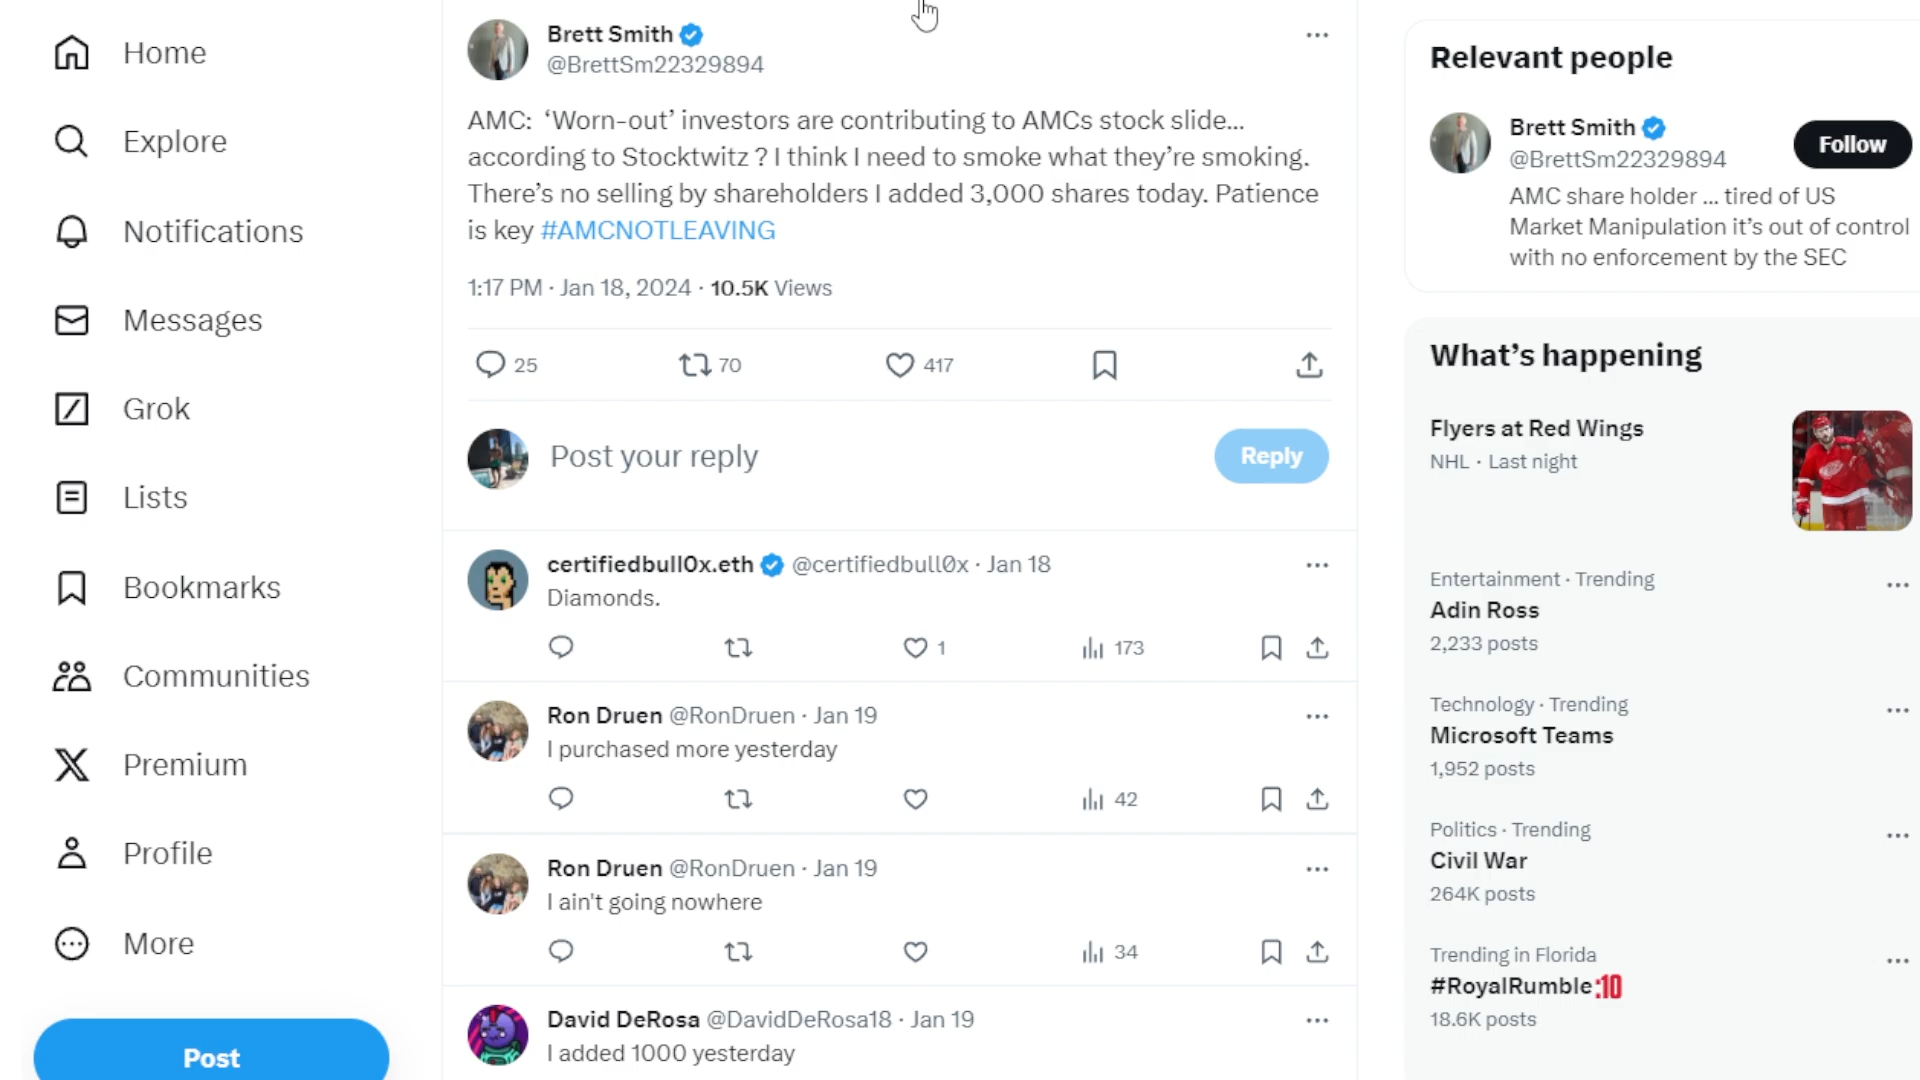 Home
Explore
Notifications
Messages
Grok
Lists
Bookmarks
Communities
Premium
Profile
More
Post
Brett Smith
@BrettSm22329894
AMC: ‘Worn-out’ investors are contributing to AMCs stock slide...
according to Stocktwitz ? I think I need to smoke what they’re smoking.
There’s no selling by shareholders I added 3,000 shares today. Patience
is key #AMCNOTLEAVING
1:17 PM · Jan 18, 2024 · 10.5K Views
25 70 417
Post your reply
Reply
certifiedbull0x.eth @certifiedbull0x · Jan 18
Diamonds.
1 173
Ron Druen @RonDruen · Jan 19
I purchased more yesterday
42
Ron Druen @RonDruen · Jan 19
I ain't going nowhere
34
David DeRosa @DavidDeRosa18 · Jan 19
I added 1000 yesterday
Relevant people
Brett Smith
@BrettSm22329894
Follow
AMC share holder ... tired of US
Market Manipulation it’s out of control
with no enforcement by the SEC
What’s happening
Flyers at Red Wings
NHL · Last night
Entertainment · Trending
Adin Ross
2,233 posts
Technology · Trending
Microsoft Teams
1,952 posts
Politics · Trending
Civil War
264K posts
Trending in Florida
#RoyalRumble:10
18.6K posts